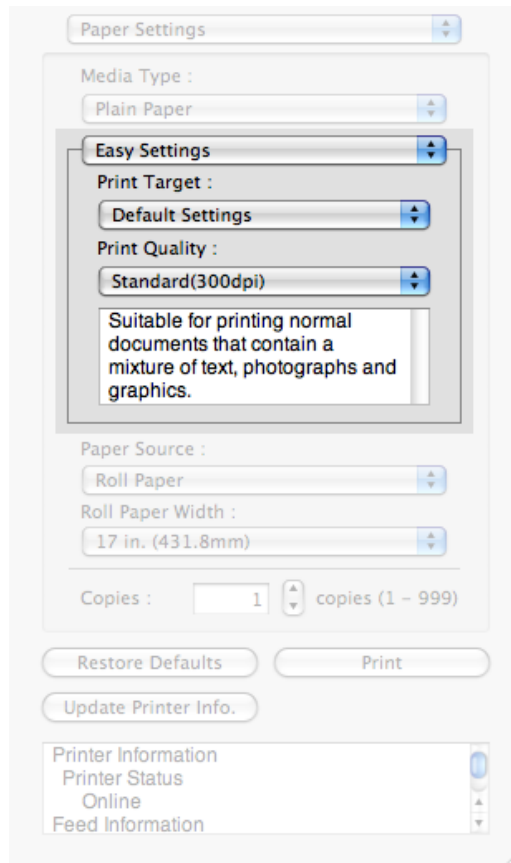 Paper Settings
Media Type :
Plain Paper
Easy Settings
Print Target :
Default Settings
Print Quality :
Standard(300dpi)
Suitable for printing normal
documents that contain a
mixture of text, photographs and
graphics.
Paper Source :
Roll Paper
Roll Paper Width :
17 in. (431.8mm)
Copies : 1 copies (1 – 999)
Restore Defaults Print
Update Printer Info.
Printer Information
Printer Status
Online
Feed Information